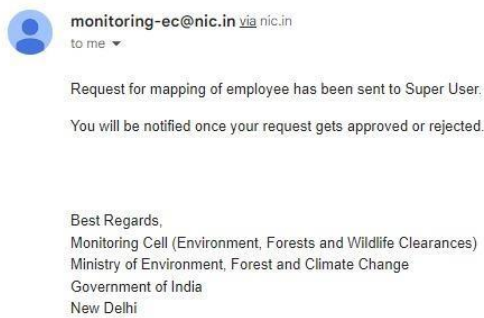 monitoring-ec@nic.in via nic.in
to me
Request for mapping of employee has been sent to Super User.
You will be notified once your request gets approved or rejected.
Best Regards,
Monitoring Cell (Environment, Forests and Wildlife Clearances)
Ministry of Environment, Forest and Climate Change
Government of India
New Delhi